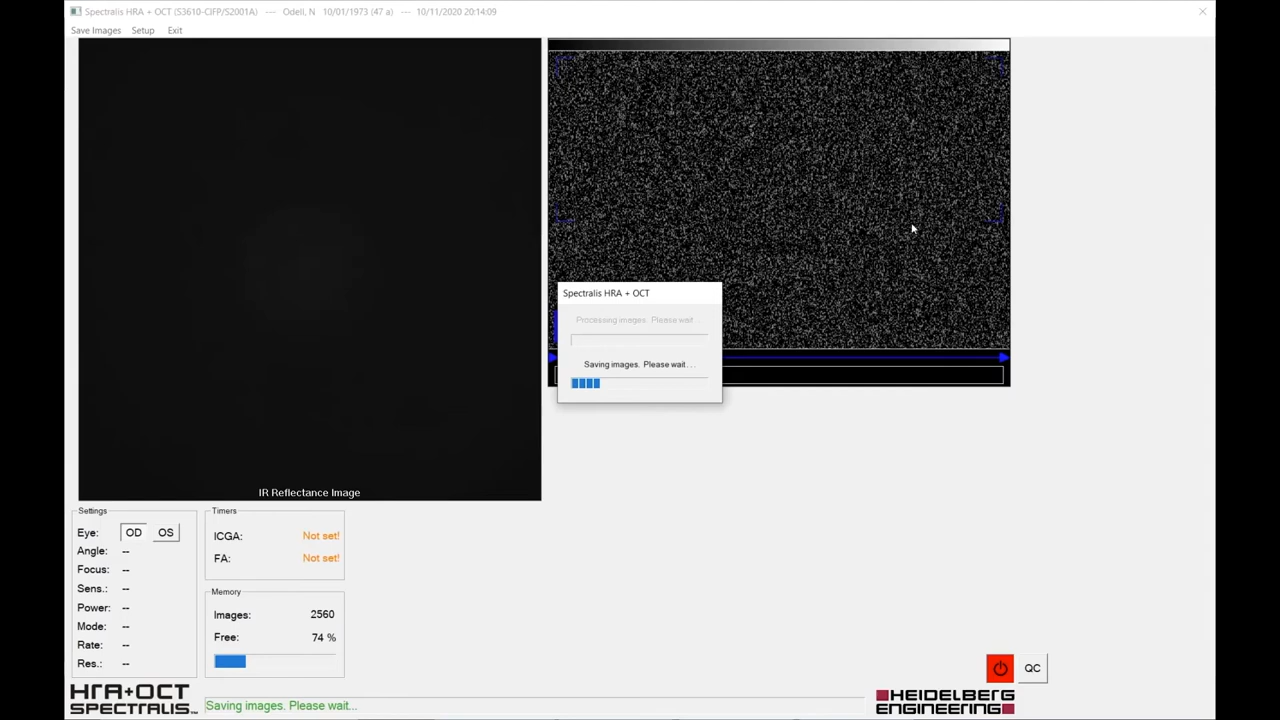 Spectralis HRA + OCT (S3610-CIFP/S2001A) --- Odell, N 10/01/1973 (47 a) --- 10/11/2020 20:14:09
Save Images Setup Exit
Spectralis HRA + OCT
Processing images. Please wait ...
Saving images. Please wait...
IR Reflectance Image
Settings
Eye: OD OS
Angle: --
Focus: --
Sens.: --
Power: --
Mode: --
Rate: --
Res.: --
Timers
ICGA: Not set!
FA: Not set!
Memory
Images: 2560
Free: 74 %
QC
HRA+OCT
SPECTRALIS™
Saving images. Please wait...
HEIDELBERG
ENGINEERING